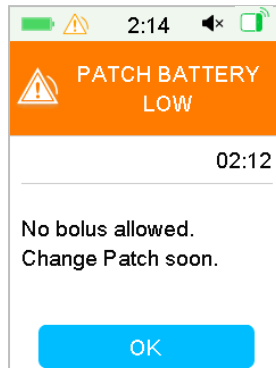 2:14
PATCH BATTERY
LOW
02:12
No bolus allowed.
Change Patch soon.
OK